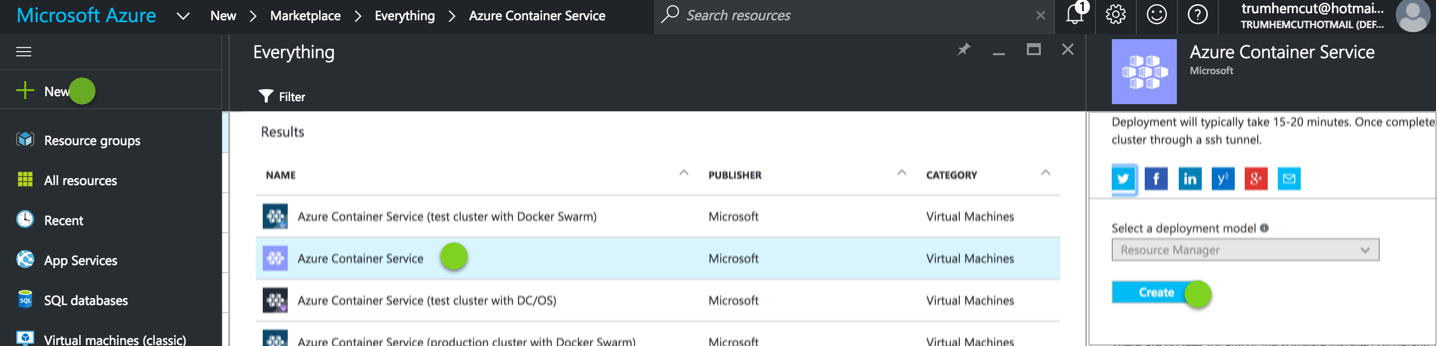 Microsoft Azure New > Marketplace > Everything > Azure Container Service Search resources 1 trumhemcut@hotmail...
TRUMHEMCUTHOTMAIL (DEF...
New
Resource groups
All resources
Recent
App Services
SQL databases
Virtual machines (classic)
Everything
Filter
Results
NAME PUBLISHER CATEGORY
Azure Container Service (test cluster with Docker Swarm) Microsoft Virtual Machines
Azure Container Service Microsoft Virtual Machines
Azure Container Service (test cluster with DC/OS) Microsoft Virtual Machines
Azure Container Service (production cluster with Docker Swarm) Microsoft Virtual Machines
Azure Container Service
Microsoft
Deployment will typically take 15-20 minutes. Once complete
cluster through a ssh tunnel.
Select a deployment model
Resource Manager
Create